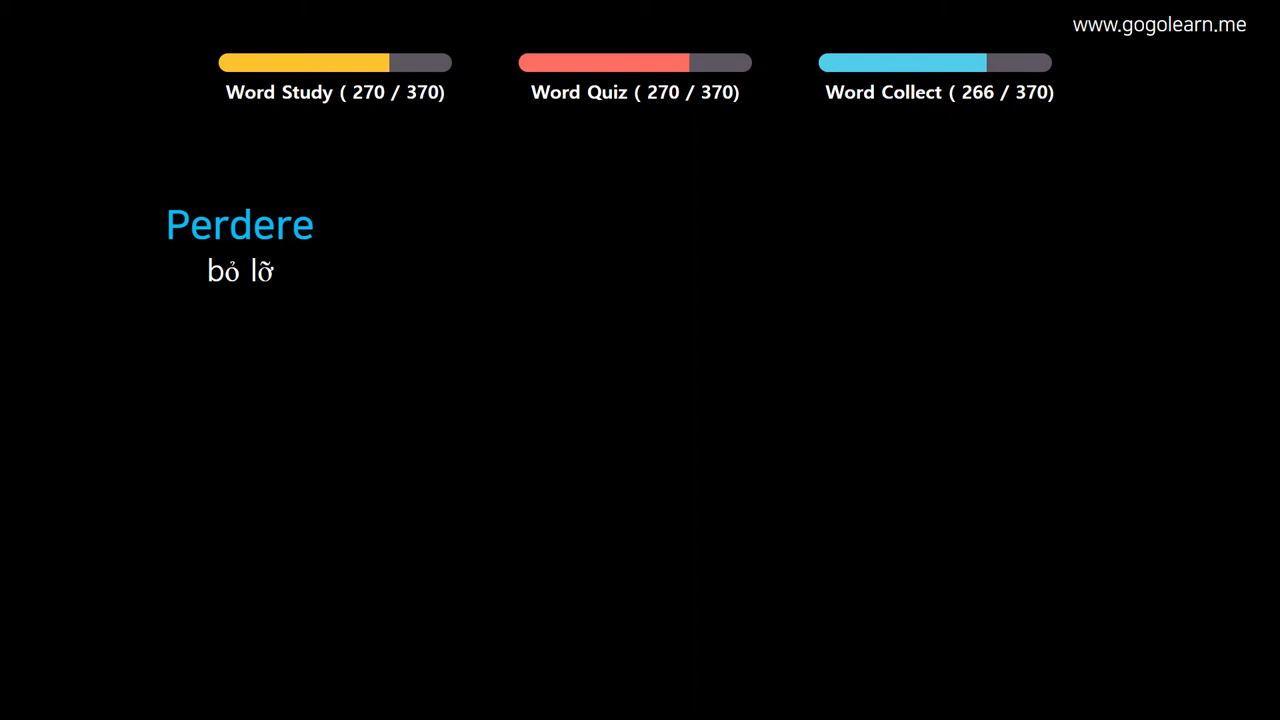 www.gogolearn.me
Word Study ( 270 / 370)
Word Quiz ( 270 / 370)
Word Collect ( 266 / 370)
Perdere
bỏ lỡ